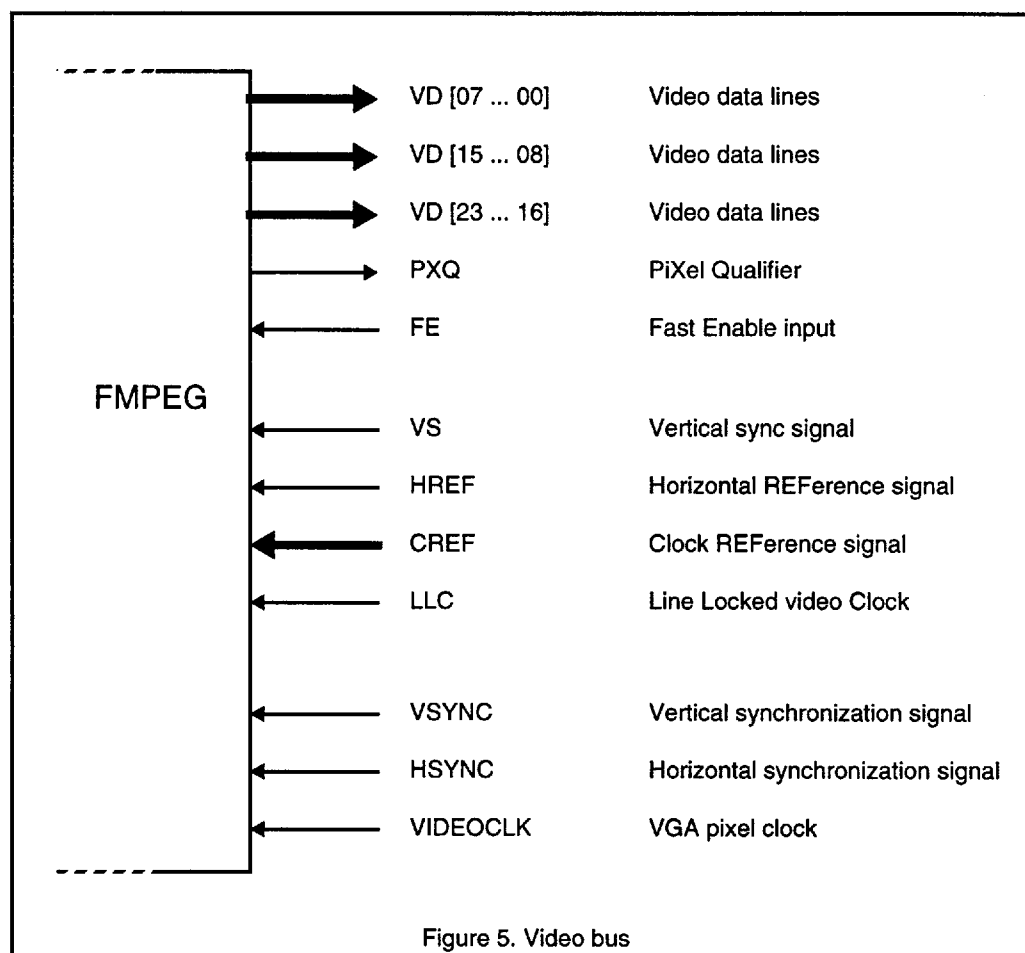 VD [07 ... 00] Video data lines
VD [15 ... 08] Video data lines
VD [23 ... 16] Video data lines
PXQ PiXel Qualifier
FE Fast Enable input
FMPEG
VS Vertical sync signal
HREF Horizontal REFerence signal
CREF Clock REFerence signal
LLC Line Locked video Clock
VSYNC Vertical synchronization signal
HSYNC Horizontal synchronization signal
VIDEOCLK VGA pixel clock
Figure 5. Video bus